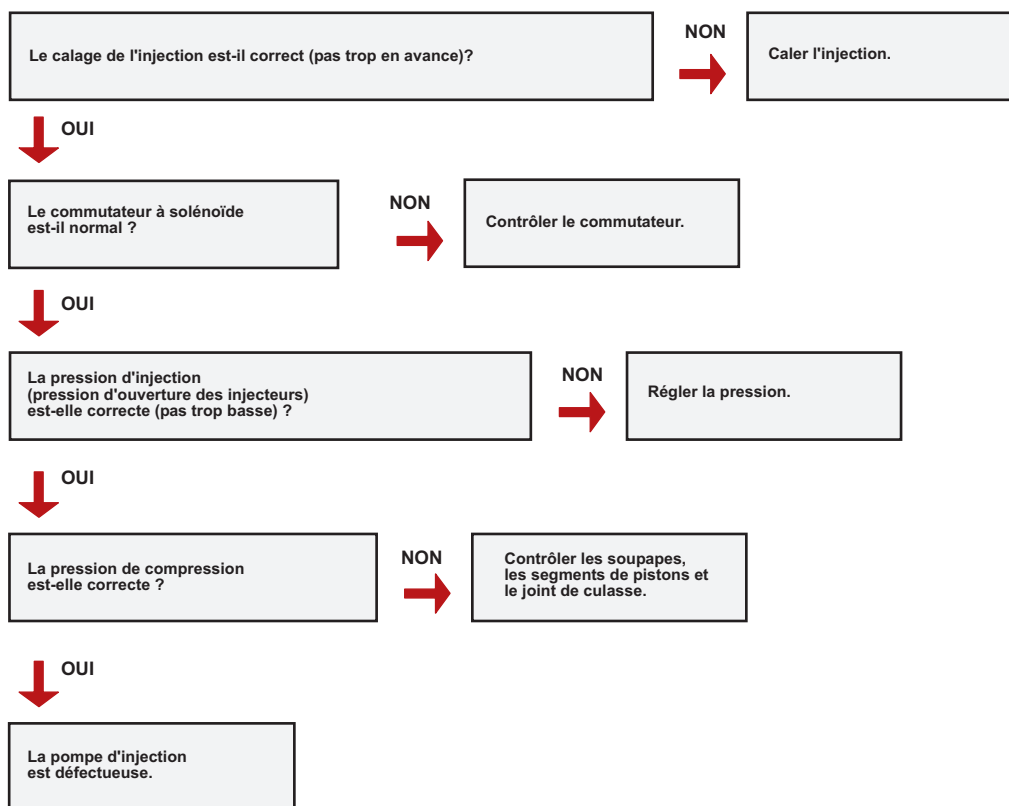 Le calage de l'injection est-il correct (pas trop en avance)?
NON
Caler l'injection.
OUI
Le commutateur à solénoïde
est-il normal ?
NON
Contrôler le commutateur.
OUI
La pression d'injection
(pression d'ouverture des injecteurs)
est-elle correcte (pas trop basse) ?
NON
Régler la pression.
OUI
La pression de compression
est-elle correcte ?
NON
Contrôler les soupapes,
les segments de pistons et
le joint de culasse.
OUI
La pompe d'injection
est défectueuse.